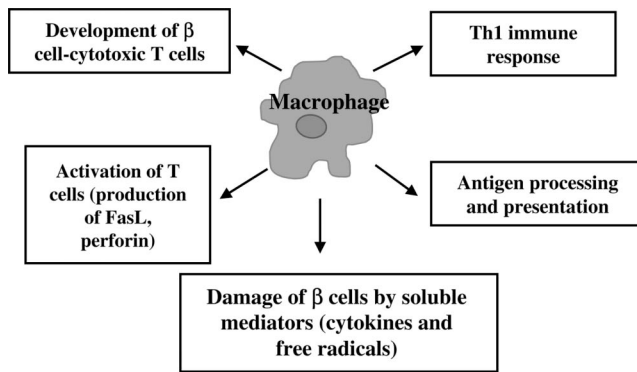 Development of β
cell-cytotoxic T cells
Th1 immune
response
Macrophage
Activation of T
cells (production
of FasL,
perforin)
Antigen processing
and presentation
Damage of β cells by soluble
mediators (cytokines and
free radicals)